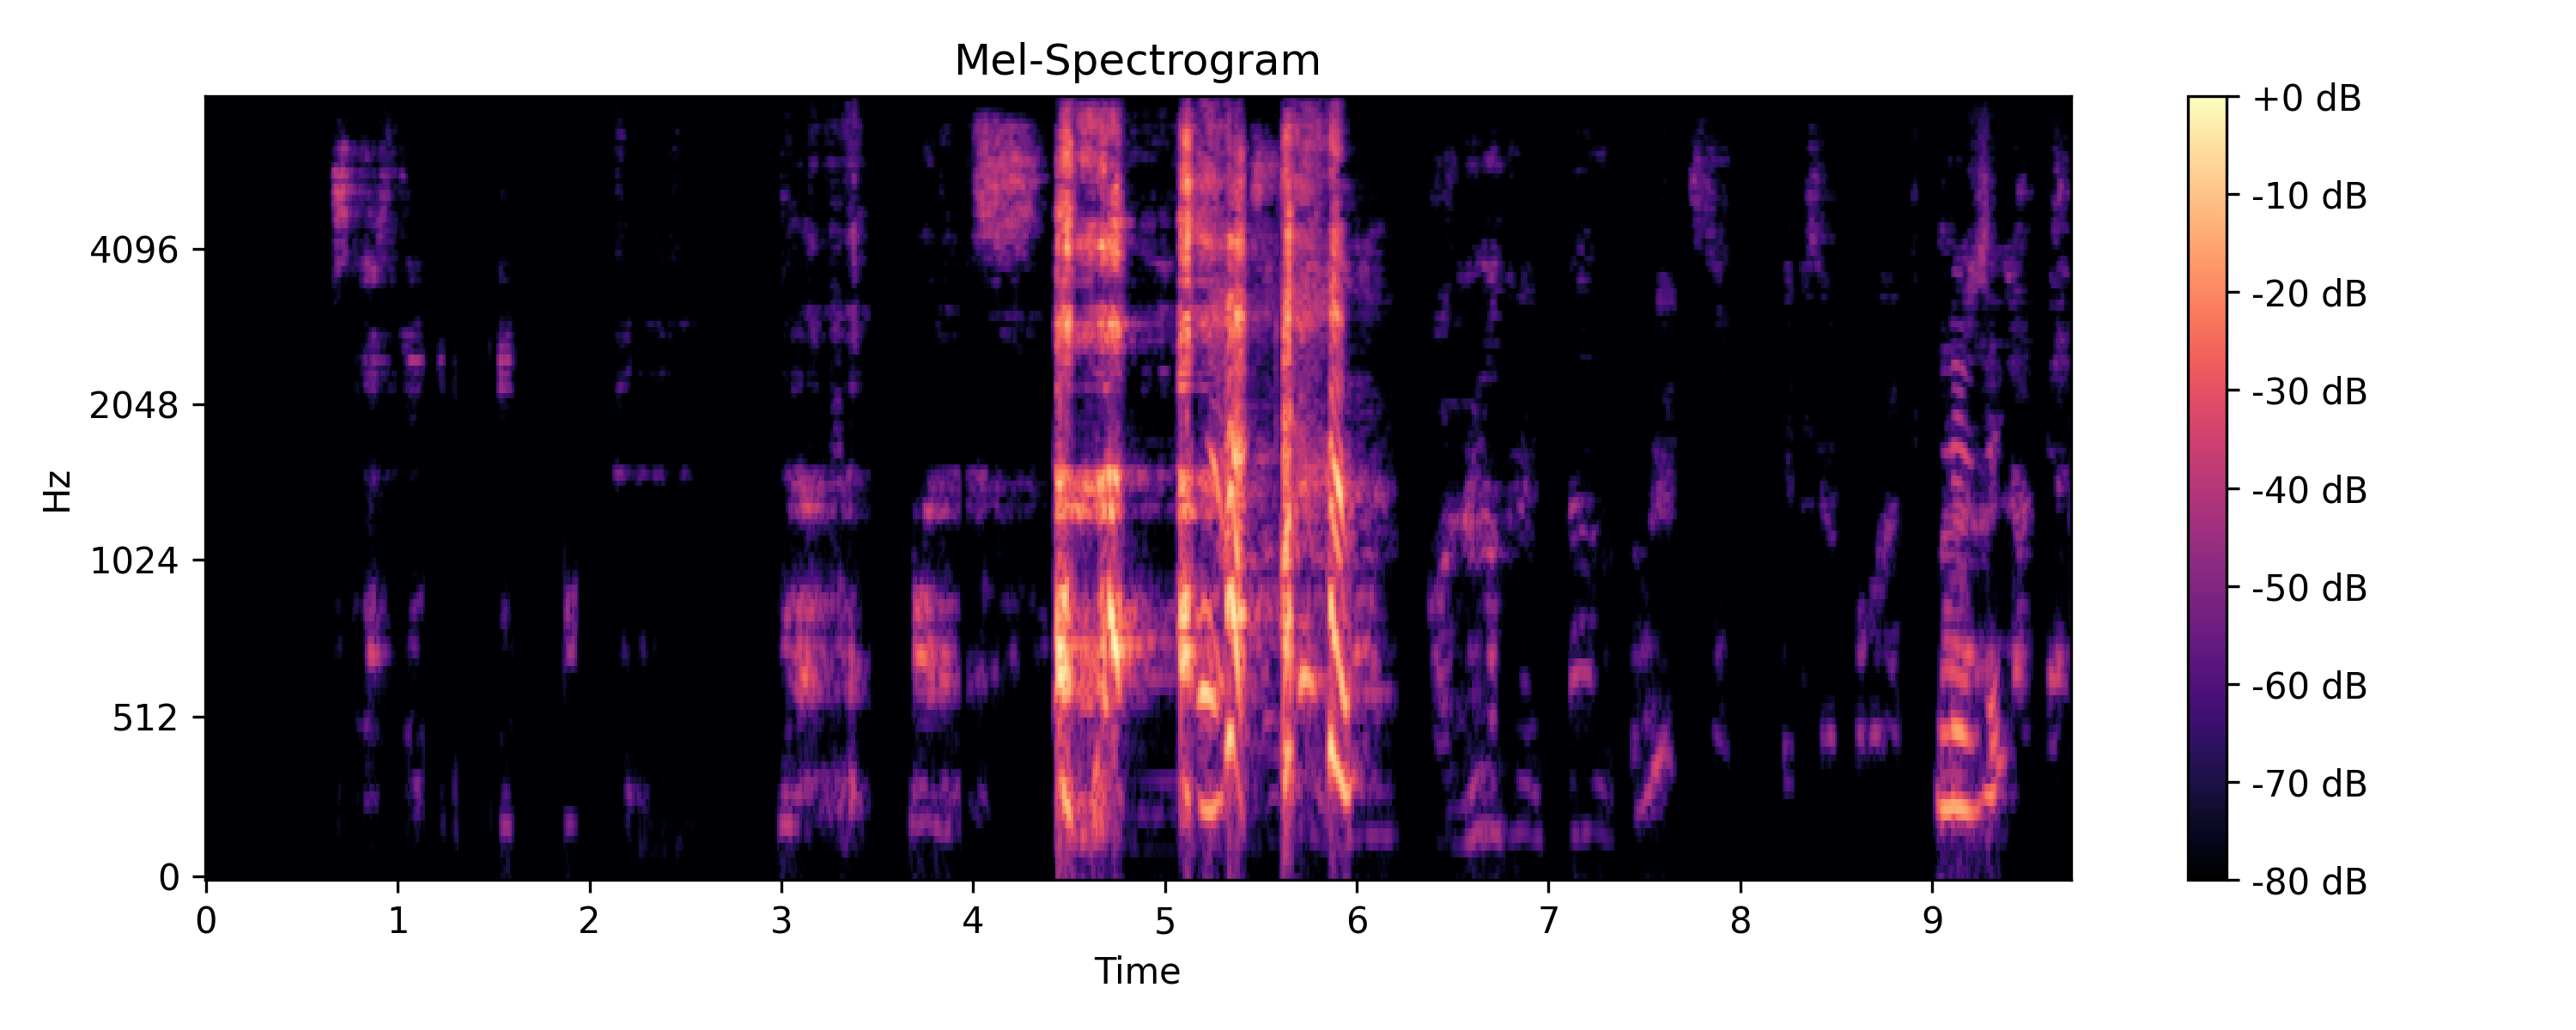 Mel-Spectrogram
+0 dB
-10 dB
-20 dB
-30 dB
-40 dB
-50 dB
-60 dB
-70 dB
-80 dB
4096
2048
1024
512
0
Hz
0 1 2 3 4 5 6 7 8 9
Time